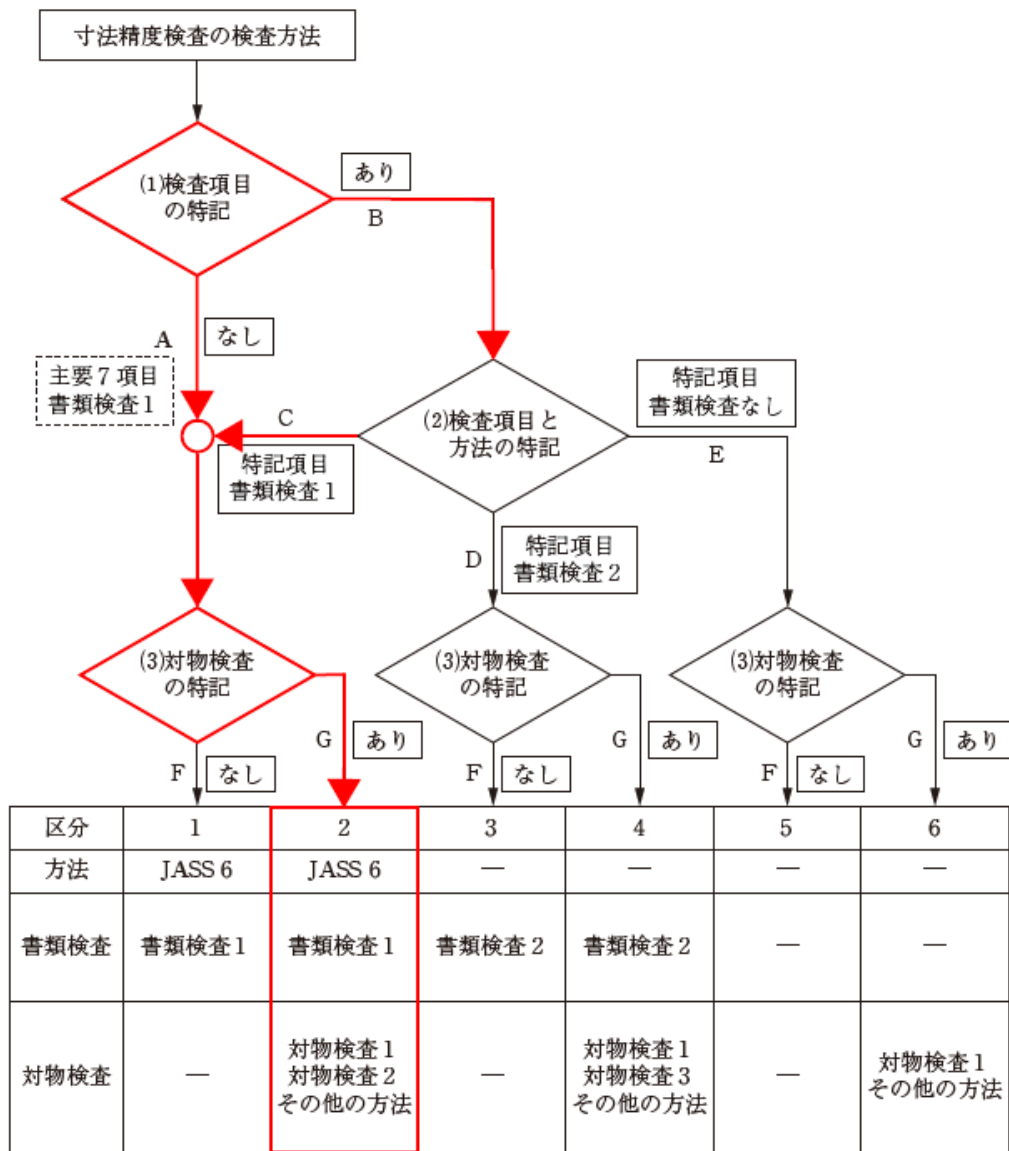 寸法精度検査の検査方法
(1)検査項目
の特記
あり
B
A
なし
主要7項目
書類検査1
C
特記項目
書類検査1
(2)検査項目と
方法の特記
特記項目
書類検査なし
E
D
特記項目
書類検査2
(3)対物検査
の特記
(3)対物検査
の特記
(3)対物検査
の特記
F
なし
G
あり
F
なし
G
あり
F
なし
G
あり
区分 1 2 3 4 5 6
方法 JASS 6 JASS 6 — — — —
書類検査 書類検査1 書類検査1 書類検査2 書類検査2 — —
対物検査 —
対物検査1
対物検査2
その他の方法
—
対物検査1
対物検査3
その他の方法
—
対物検査1
その他の方法